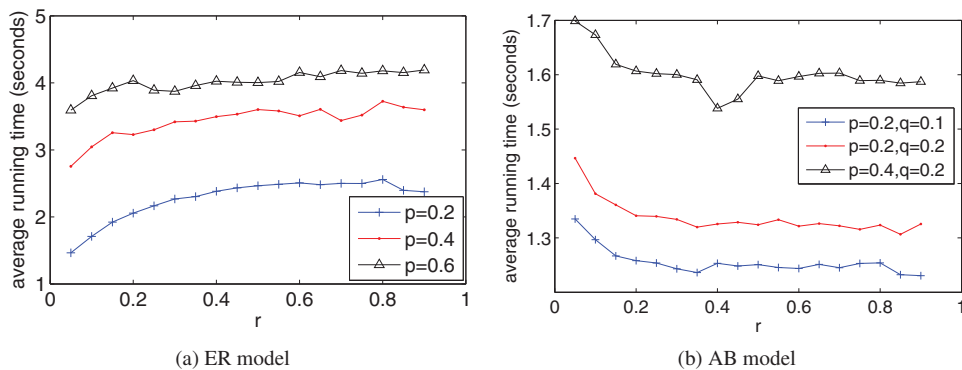 average running time (seconds)
5
4
3
2
1
0
0.2
0.4
0.6
0.8
1
r
p=0.2
p=0.4
p=0.6
(a) ER model
average running time (seconds)
1.7
1.6
1.5
1.4
1.3
0
0.2
0.4
0.6
0.8
1
r
p=0.2,q=0.1
p=0.2,q=0.2
p=0.4,q=0.2
(b) AB model